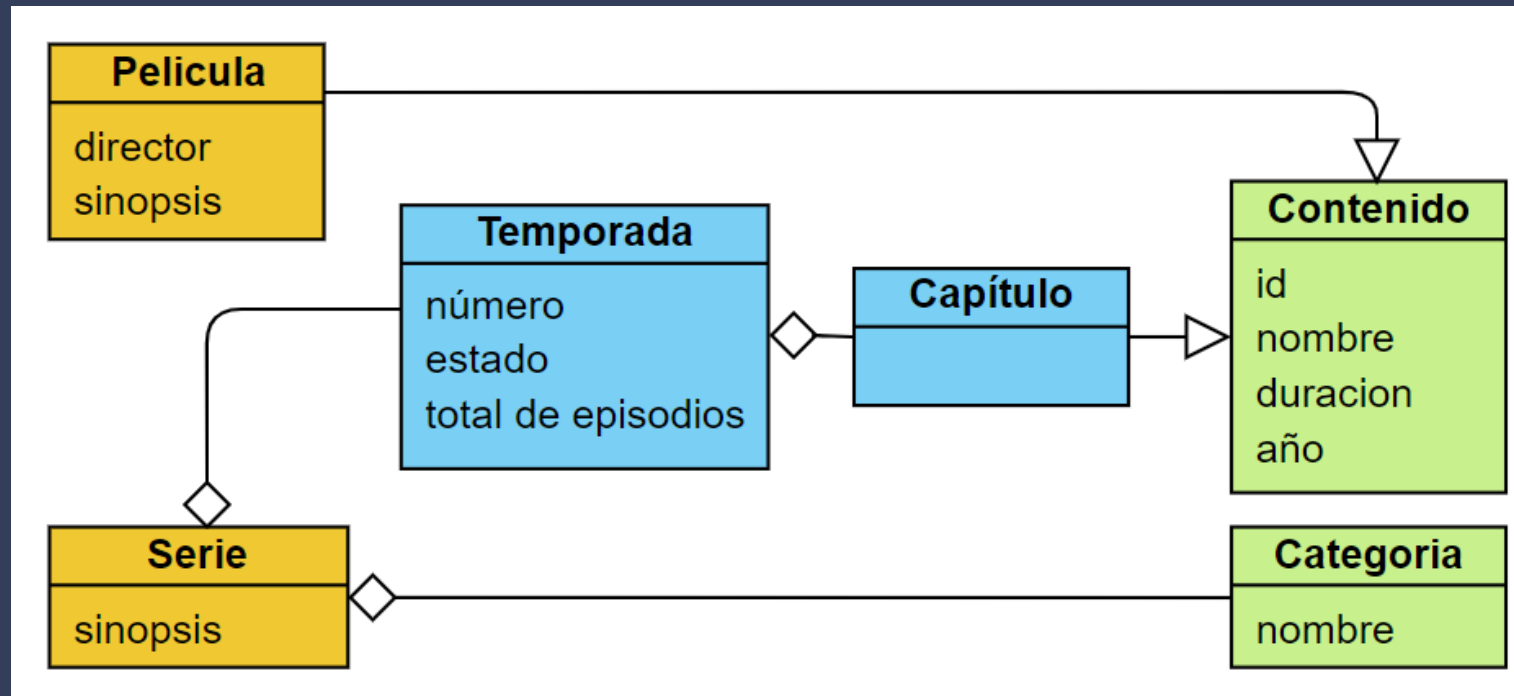 Pelicula
director
sinopsis
Temporada
número
estado
total de episodios
Capítulo
Contenido
id
nombre
duracion
año
Serie
sinopsis
Categoria
nombre